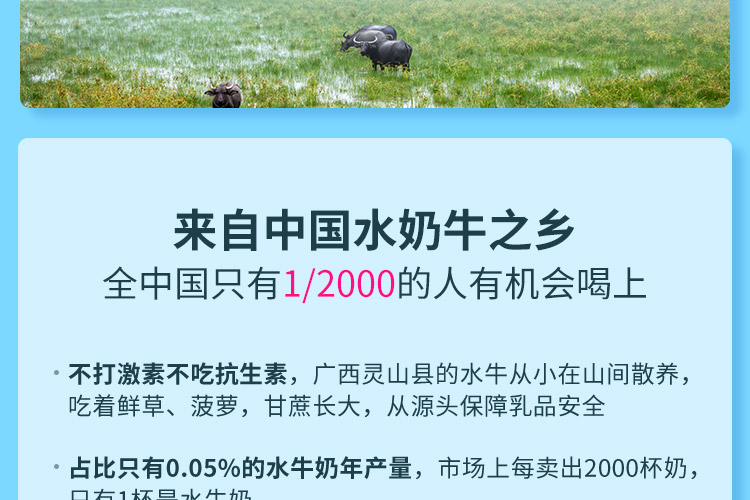 来自中国水奶牛之乡
全中国只有1/2000的人有机会喝上
不打激素不吃抗生素，广西灵山县的水牛从小在山间散养，
吃着鲜草、菠萝，甘蔗长大，从源头保障乳品安全
占比只有0.05%的水牛奶年产量，市场上每卖出2000杯奶，
只有1杯是水牛奶